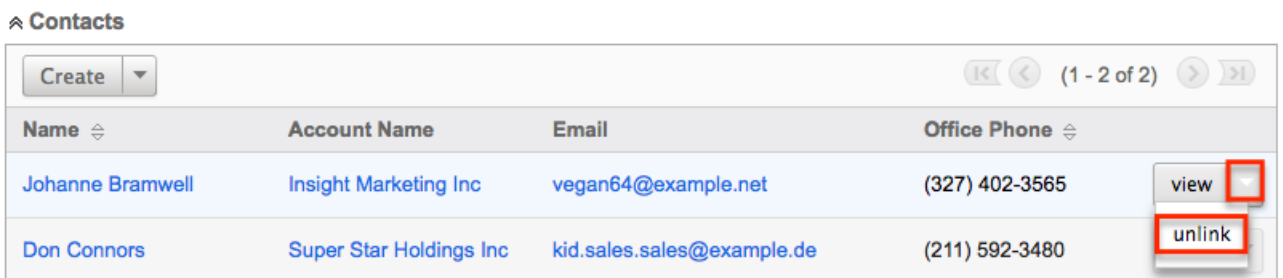 Contacts
Create
(1 - 2 of 2)
Name Account Name Email Office Phone
Johanne Bramwell Insight Marketing Inc vegan64@example.net (327) 402-3565 view
unlink
Don Connors Super Star Holdings Inc kid.sales.sales@example.de (211) 592-3480